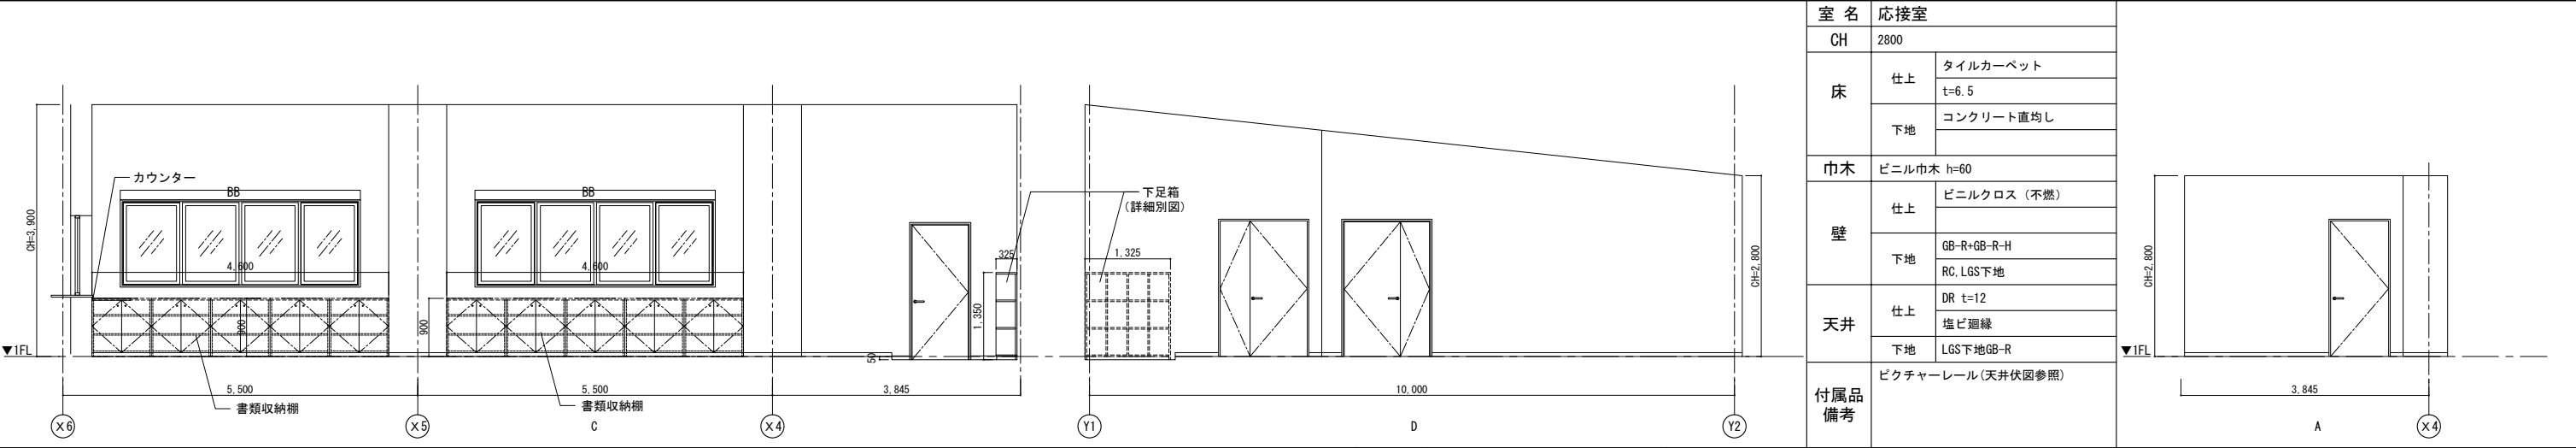 CH=3,900
カウンター
BB
4,600
900
BB
4,600
900
325
1,350
50
下足箱
(詳細別図)
▼1FL
5,500
5,500
3,845
書類収納棚
書類収納棚
X6
X5
C
X4
1,325
CH=2,800
10,000
Y1
D
Y2
室 名 応接室
CH 2800
床 仕上 タイルカーペット
t=6.5
下地 コンクリート直均し
巾木 ビニル巾木 h=60
壁 仕上 ビニルクロス (不燃)
下地 GB-R+GB-R-H
RC,LGS下地
天井 仕上 DR t=12
塩ビ廻縁
下地 LGS下地GB-R
付属品
備考
ピクチャーレール(天井伏図参照)
CH=2,800
▼1FL
3,845
A
X4